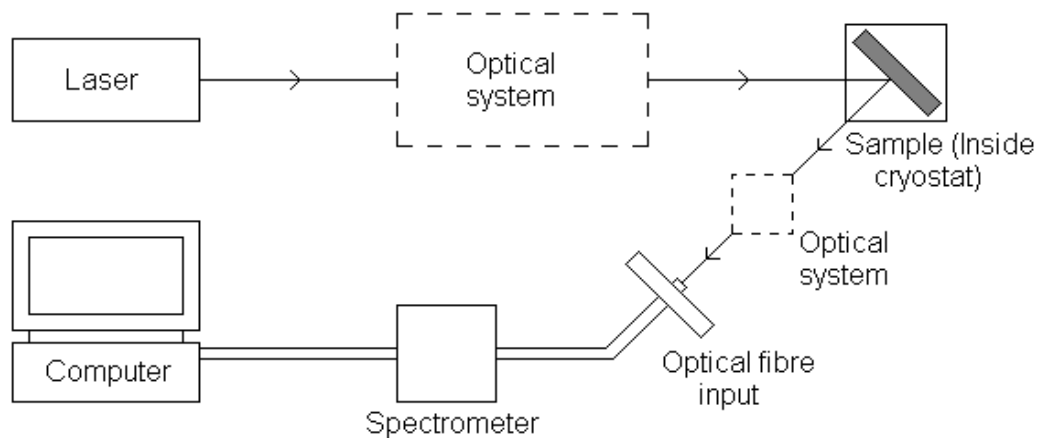 Laser
Optical
system
Sample (Inside
cryostat)
Optical
system
Optical fibre
input
Spectrometer
Computer